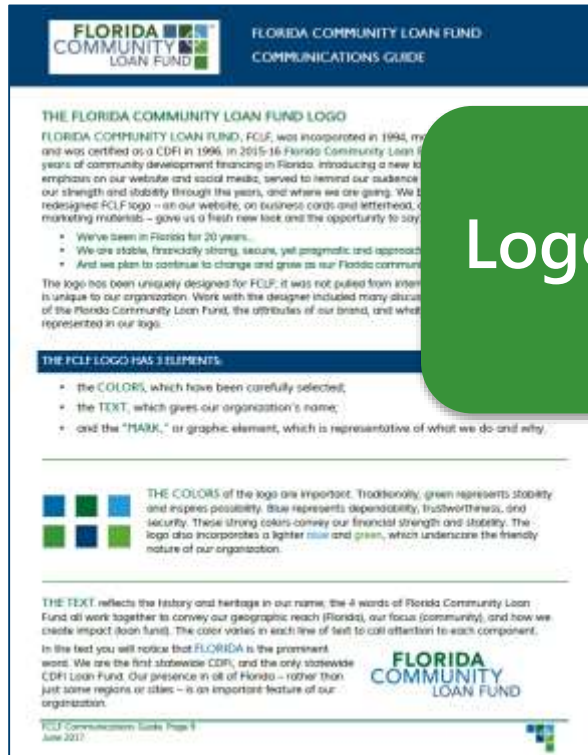 FLORIDA
COMMUNITY
LOAN FUND
FLORIDA COMMUNITY LOAN FUND
COMMUNICATIONS GUIDE
THE FLORIDA COMMUNITY LOAN FUND LOGO
FLORIDA COMMUNITY LOAN FUND, FCLF, was incorporated in 1994,
and was certified as a CDFI in 1996. In 2015-16 Florida Community Loan
years of community development financing in Florida. Introducing a new
emphasis on our website and social media, served to remind our audience
our strength and stability through the years, and where we are going. We
redesigned FCLF logo – on our website, on business cards and letterhead,
marketing materials – gave us a fresh new look and the opportunity to say
• We've been in Florida for 20 years...
• We are stable, financially strong, secure, yet pragmatic and
• And we plan to continue to change and grow as our Florida
The logo has been uniquely designed for FCLF; it was not pulled from
is unique to our organization. Work with the designer included many
of the Florida Community Loan Fund, the attributes of our brand, and what
represented in our logo.
Logo
THE FCLF LOGO HAS 3 ELEMENTS:
• the COLORS, which have been carefully selected;
• the TEXT, which gives our organization's name;
• and the "MARK," or graphic element, which is representative of what we do and why.
THE COLORS of the logo are important. Traditionally, green represents stability
and inspires possibility. Blue represents dependability, trustworthiness, and
security. These strong colors convey our financial strength and stability. The
logo also incorporates a lighter blue and green, which underscore the friendly
nature of our organization.
THE TEXT reflects the history and heritage in our name; the 4 words of Florida Community Loan
Fund all work together to convey our geographic reach (Florida), our focus (community), and how we
create impact (loan fund). The color varies in each line of text to call attention to each component.
In the text you will notice that FLORIDA is the prominent
word. We are the first statewide CDFI, and the only statewide
CDFI Loan Fund. Our presence in all of Florida – rather than
just some regions or cities – is an important feature of our
organization.
FLORIDA
COMMUNITY
LOAN FUND
FCLF Communications Guide, Page 5
June 2017